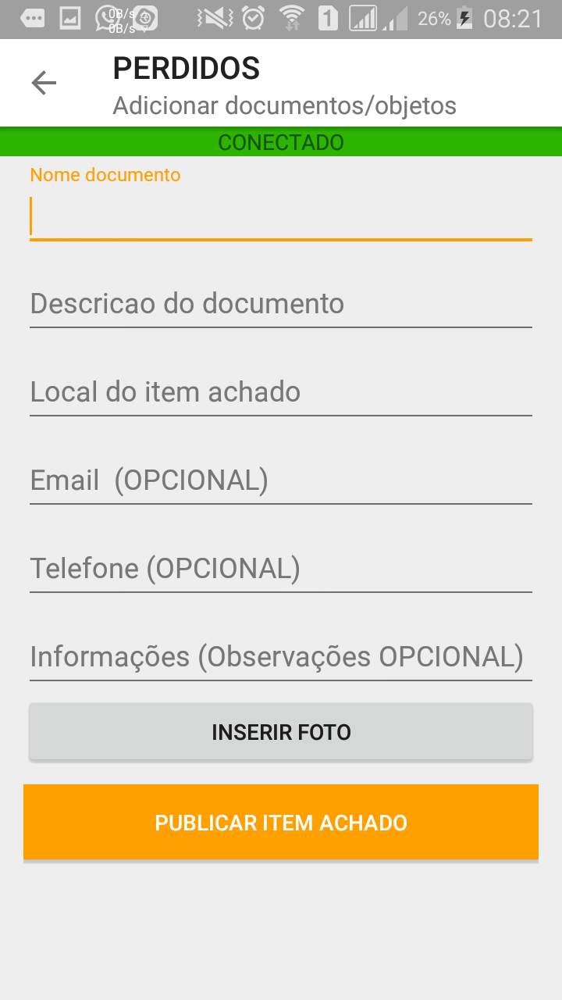 0B/s
0B/s
1
26%
08:21
PERDIDOS
Adicionar documentos/objetos
CONECTADO
Nome documento
Descricao do documento
Local do item achado
Email  (OPCIONAL)
Telefone (OPCIONAL)
Informações (Observações OPCIONAL)
INSERIR FOTO
PUBLICAR ITEM ACHADO